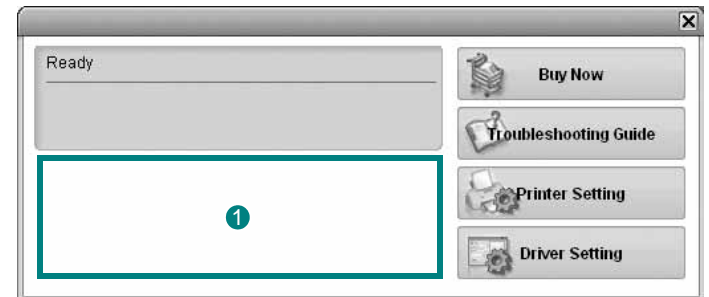 Ready
Buy Now
Troubleshooting Guide
1
Printer Setting
Driver Setting